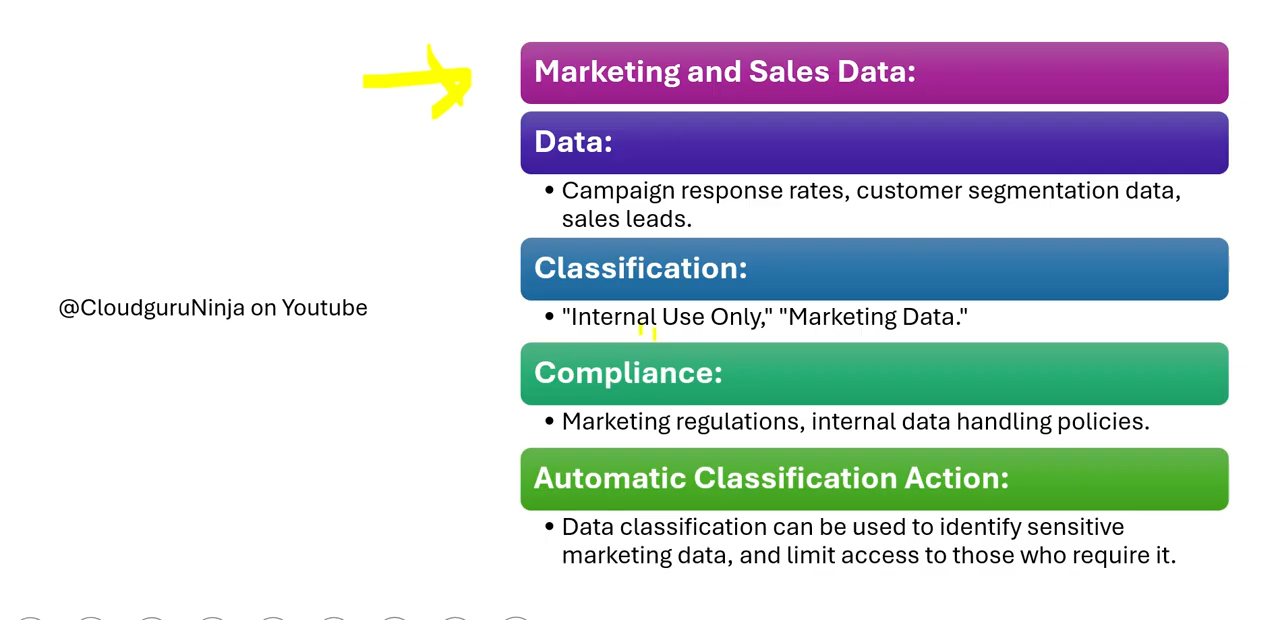 Marketing and Sales Data:
Data:
• Campaign response rates, customer segmentation data,
sales leads.
Classification:
@CloudguruNinja on Youtube
• "Internal Use Only," "Marketing Data."
Compliance:
• Marketing regulations, internal data handling policies.
Automatic Classification Action:
• Data classification can be used to identify sensitive
marketing data, and limit access to those who require it.